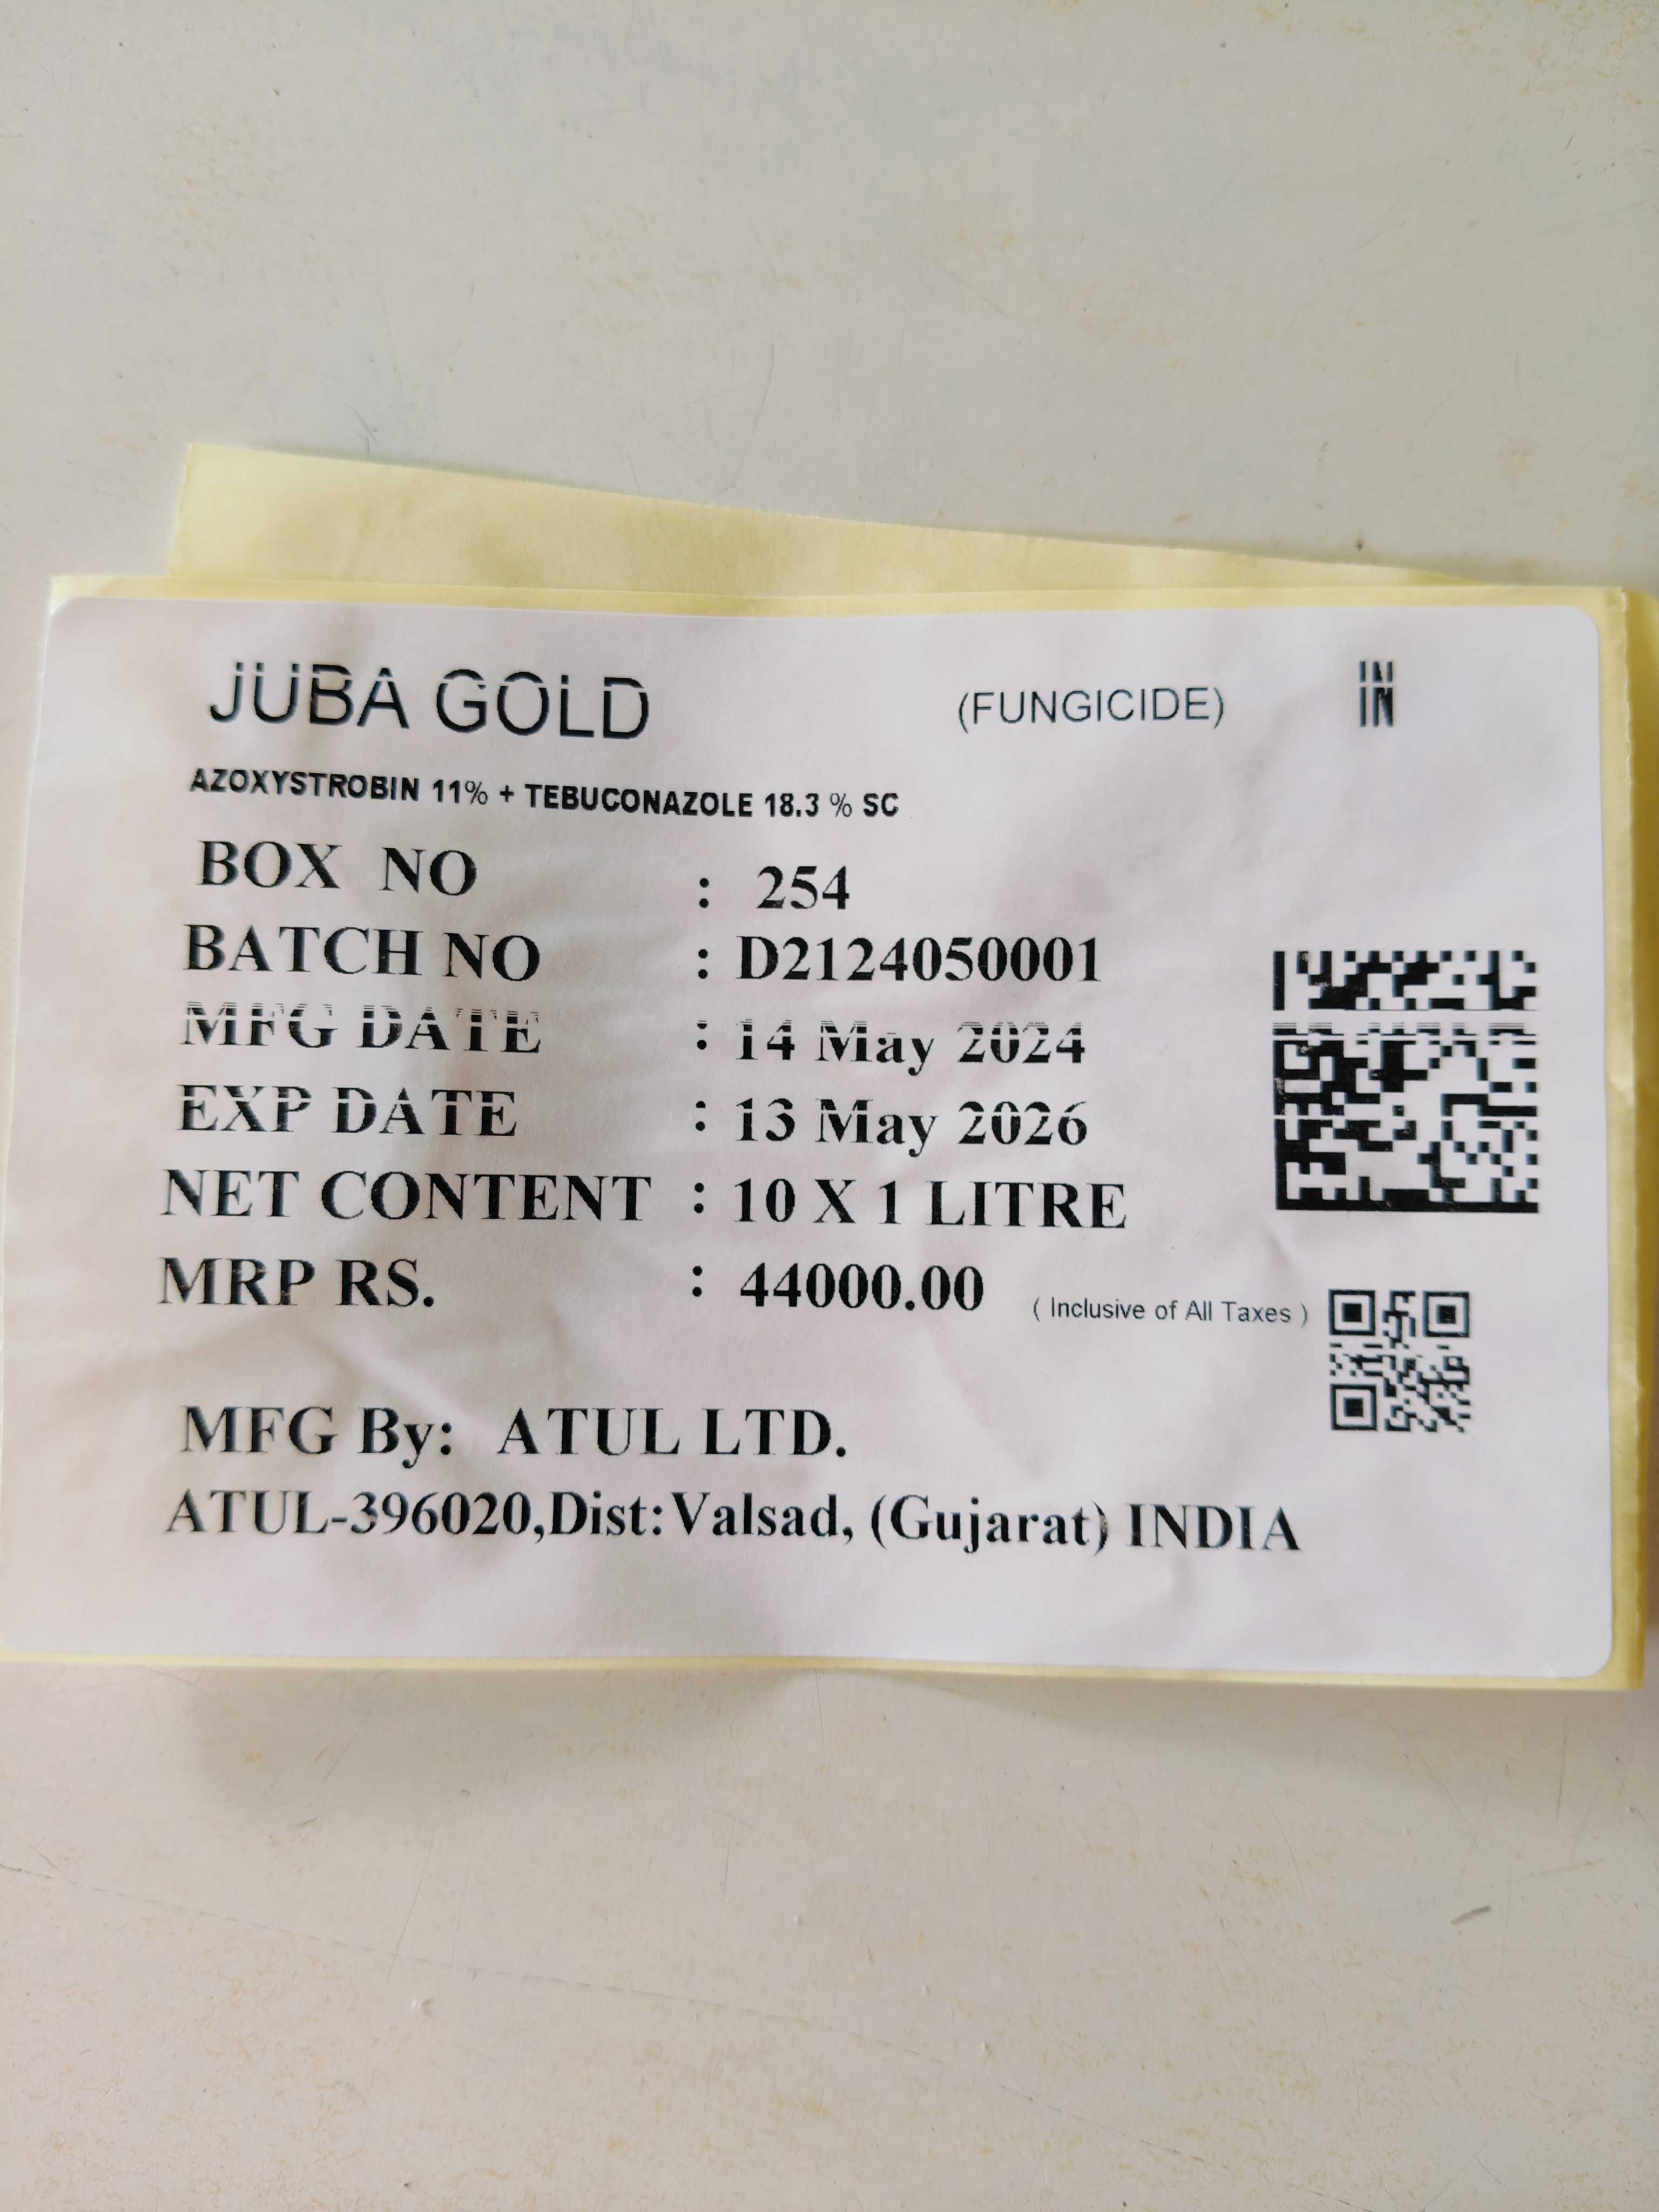 JUBA GOLD (FUNGICIDE) IN
AZOXYSTROBIN 11% + TEBUCONAZOLE 18.3 % SC
BOX NO : 254
BATCH NO : D2124050001
MFG DATE : 14 May 2024
EXP DATE : 13 May 2026
NET CONTENT : 10 X 1 LITRE
MRP RS. : 44000.00 ( Inclusive of All Taxes )
MFG By: ATUL LTD.
ATUL-396020,Dist:Valsad, (Gujarat) INDIA